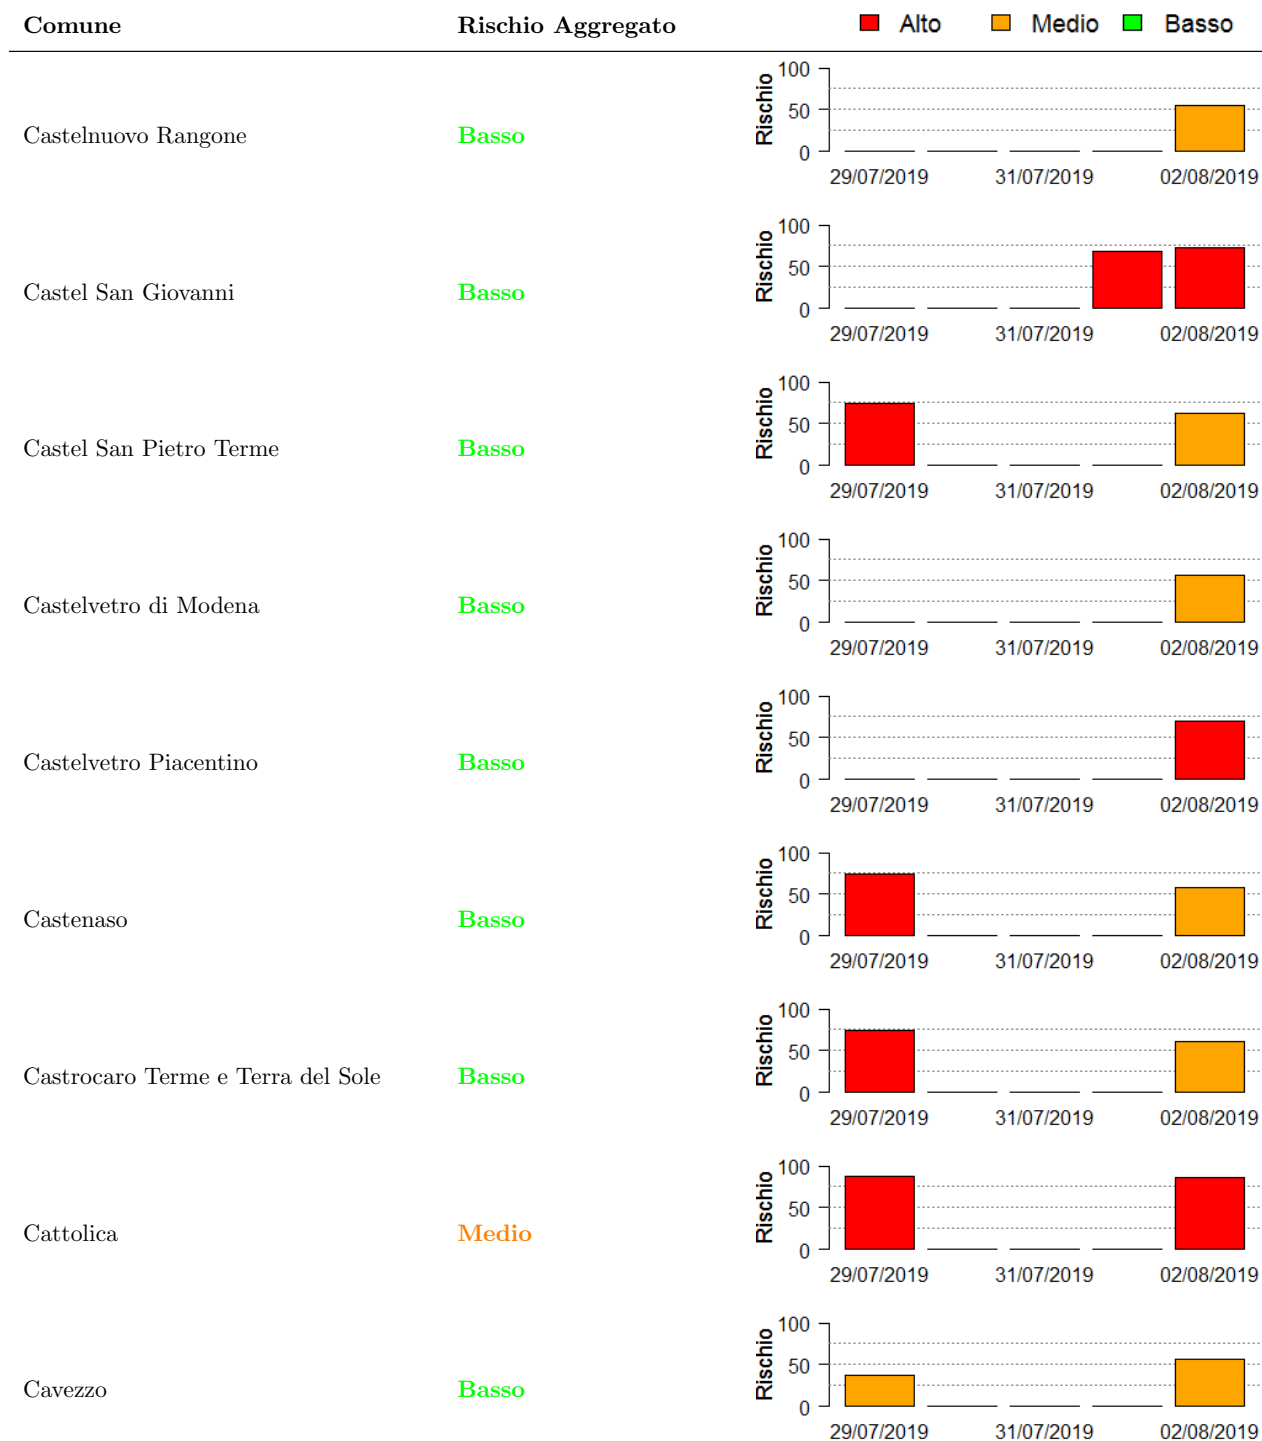 Comune Rischio Aggregato Alto Medio Basso
Castelnuovo Rangone Basso Rischio 100 50 0
29/07/2019 31/07/2019 02/08/2019
Castel San Giovanni Basso Rischio 100 50 0
29/07/2019 31/07/2019 02/08/2019
Castel San Pietro Terme Basso Rischio 100 50 0
29/07/2019 31/07/2019 02/08/2019
Castelvetro di Modena Basso Rischio 100 50 0
29/07/2019 31/07/2019 02/08/2019
Castelvetro Piacentino Basso Rischio 100 50 0
29/07/2019 31/07/2019 02/08/2019
Castenaso Basso Rischio 100 50 0
29/07/2019 31/07/2019 02/08/2019
Castrocaro Terme e Terra del Sole Basso Rischio 100 50 0
29/07/2019 31/07/2019 02/08/2019
Cattolica Medio Rischio 100 50 0
29/07/2019 31/07/2019 02/08/2019
Cavezzo Basso Rischio 100 50 0
29/07/2019 31/07/2019 02/08/2019